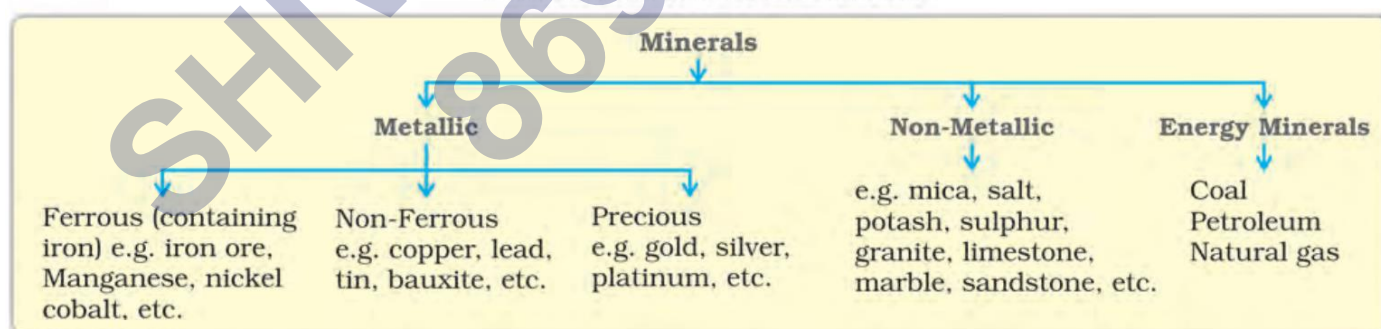 Minerals
Metallic
Non-Metallic
Energy Minerals
Ferrous (containing
iron) e.g. iron ore,
Manganese, nickel
cobalt, etc.
Non-Ferrous
e.g. copper, lead,
tin, bauxite, etc.
Precious
e.g. gold, silver,
platinum, etc.
e.g. mica, salt,
potash, sulphur,
granite, limestone,
marble, sandstone, etc.
Coal
Petroleum
Natural gas